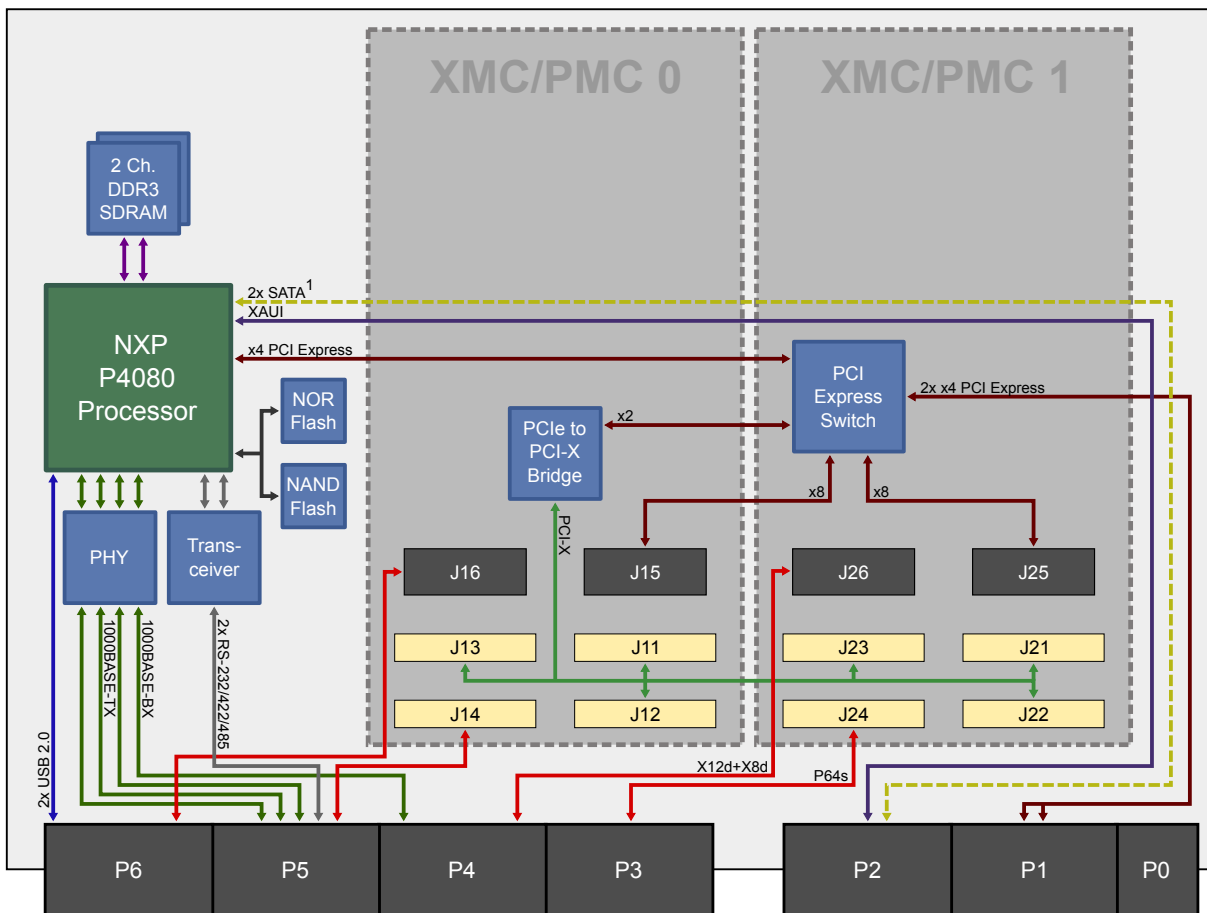 XMC/PMC 0
XMC/PMC 1
2 Ch.
DDR3
SDRAM
2x SATA1
XAUI
NXP
P4080
Processor
x4 PCI Express
PCI
Express
Switch
2x x4 PCI Express
NOR
Flash
NAND
Flash
PCIe to
PCI-X
Bridge
x2
x8
x8
PCI-X
PHY
Trans-
ceiver
J16
J15
J26
J25
J13
J11
J23
J21
J14
J12
J24
J22
2x USB 2.0
1000BASE-TX
1000BASE-BX
2x RS-232/422/485
X12d+X8d
P64s
P6
P5
P4
P3
P2
P1
P0